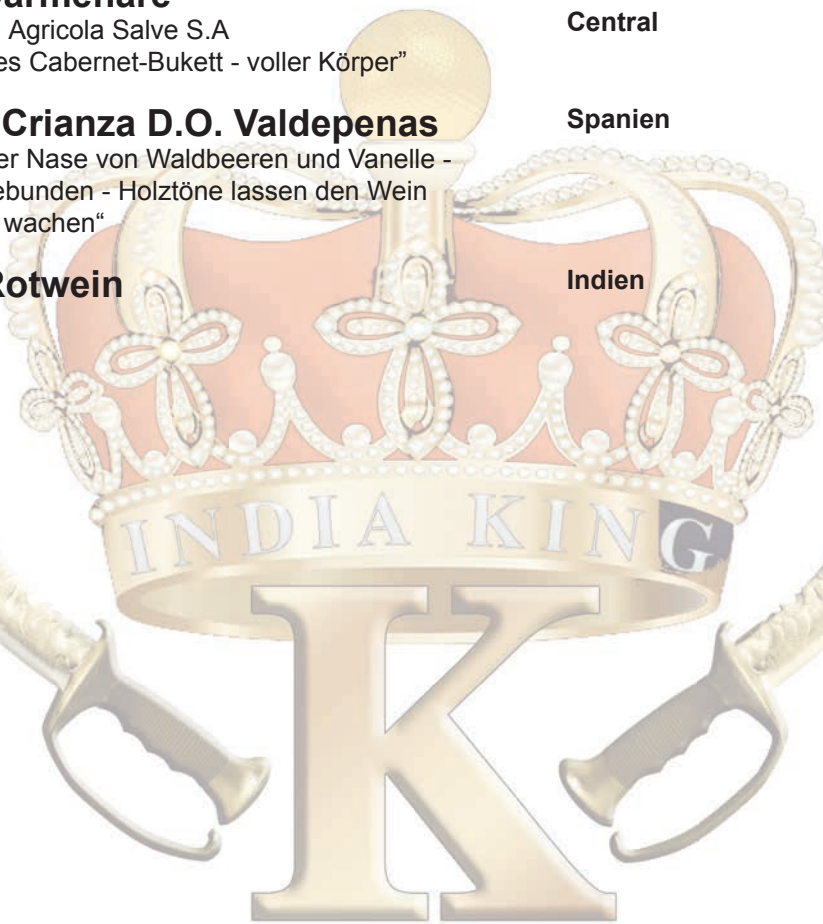 Agricola Salve S.A
Central
es Cabernet-Bukett - voller Körper”
Crianza D.O. Valdepenas
Spanien
er Nase von Waldbeeren und Vanelle -
ebunden - Holztöne lassen den Wein
wachen“
Rotwein
Indien
INDIA KING
K